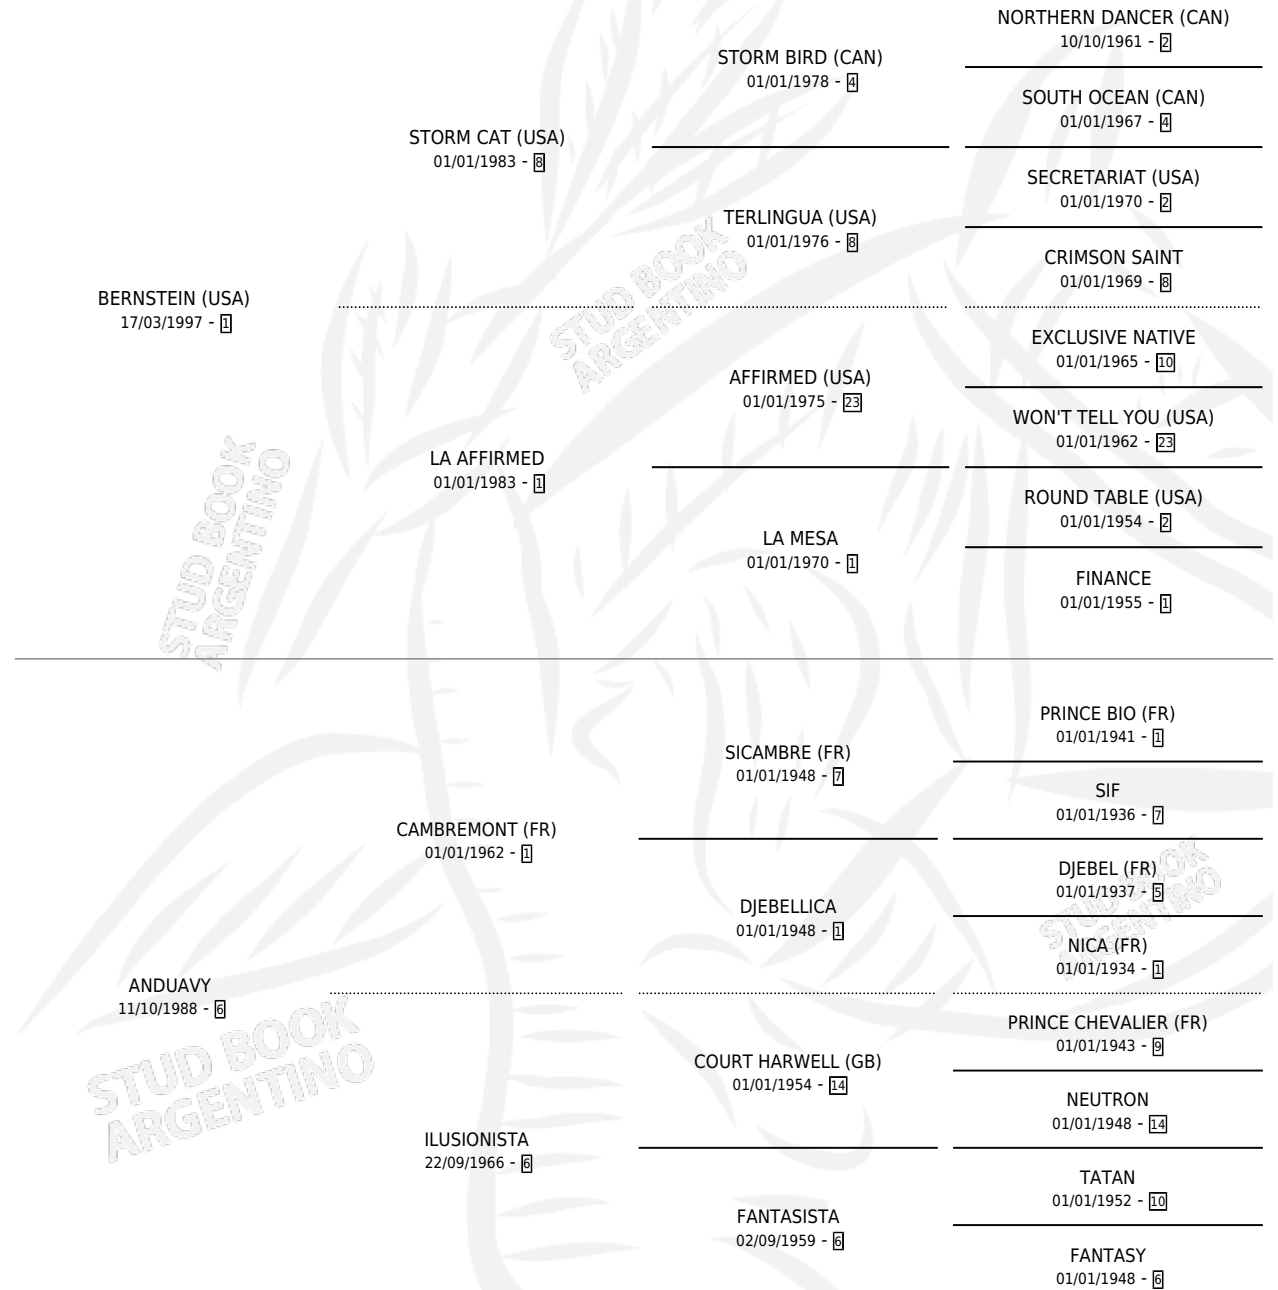 NORTHERN DANCER (CAN)
10/10/1961 - 2
STORM BIRD (CAN)
01/01/1978 - 4
SOUTH OCEAN (CAN)
01/01/1967 - 4
STORM CAT (USA)
01/01/1983 - 8
SECRETARIAT (USA)
01/01/1970 - 2
TERLINGUA (USA)
01/01/1976 - 8
CRIMSON SAINT
01/01/1969 - 8
BERNSTEIN (USA)
17/03/1997 - 1
STUD BOOK
ARGENTINO
EXCLUSIVE NATIVE
01/01/1965 - 10
AFFIRMED (USA)
01/01/1975 - 23
WON'T TELL YOU (USA)
01/01/1962 - 23
LA AFFIRMED
01/01/1983 - 1
ROUND TABLE (USA)
01/01/1954 - 2
LA MESA
01/01/1970 - 1
FINANCE
01/01/1955 - 1
STUD BOOK
ARGENTINO
PRINCE BIO (FR)
01/01/1941 - 1
SICAMBRE (FR)
01/01/1948 - 7
SIF
01/01/1936 - 7
CAMBREMONT (FR)
01/01/1962 - 1
DJEBEL (FR)
01/01/1937 - 5
DJEBELLICA
01/01/1948 - 1
NICA (FR)
01/01/1934 - 1
STUD BOOK
ARGENTINO
ANDUAVY
11/10/1988 - 6
PRINCE CHEVALIER (FR)
01/01/1943 - 9
COURT HARWELL (GB)
01/01/1954 - 14
NEUTRON
01/01/1948 - 14
STUD BOOK
ARGENTINO
ILUSIONISTA
22/09/1966 - 6
TATAN
01/01/1952 - 10
FANTASISTA
02/09/1959 - 6
FANTASY
01/01/1948 - 6